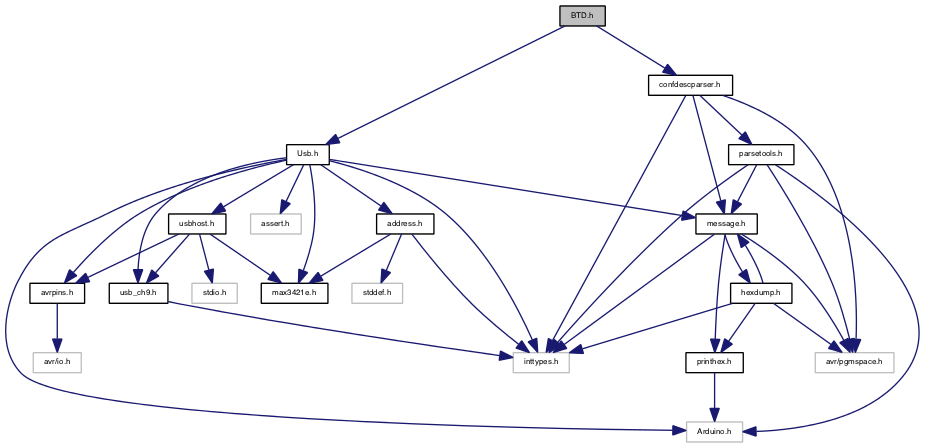 BTD.h
confdescparser.h
Usb.h
parsetools.h
usbhost.h
assert.h
address.h
message.h
avrpins.h
usb_ch9.h
stdio.h
max3421e.h
stddef.h
hexdump.h
avr/io.h
inttypes.h
printhex.h
avr/pgmspace.h
Arduino.h